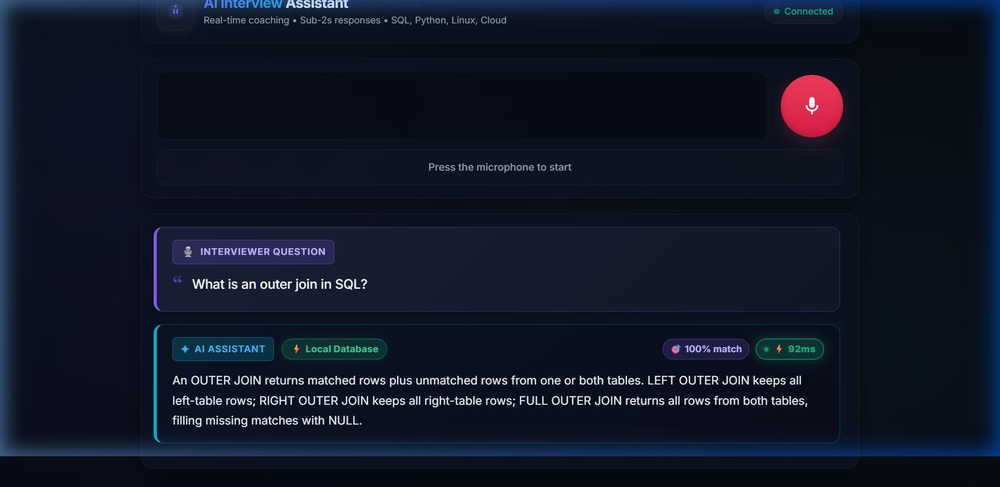 AI Interview Assistant
Real-time coaching • Sub-2s responses • SQL, Python, Linux, Cloud
Connected
Press the microphone to start
INTERVIEWER QUESTION
“ What is an outer join in SQL?
AI ASSISTANT
Local Database
100% match
92ms
An OUTER JOIN returns matched rows plus unmatched rows from one or both tables. LEFT OUTER JOIN keeps all
left-table rows; RIGHT OUTER JOIN keeps all right-table rows; FULL OUTER JOIN returns all rows from both tables,
filling missing matches with NULL.